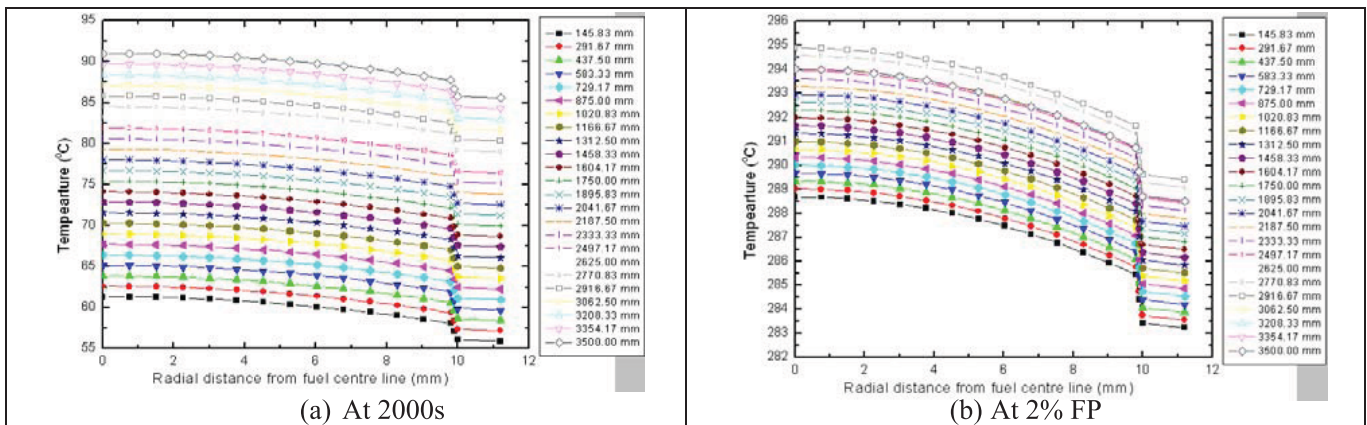 95
90
85
80
75
70
65
60
55
0
2
4
6
8
10
12
Tempearture (⁰C)
Radial distance from fuel centre line (mm)
145.83 mm
291.67 mm
437.50 mm
583.33 mm
729.17 mm
875.00 mm
1020.83 mm
1166.67 mm
1312.50 mm
1458.33 mm
1604.17 mm
1750.00 mm
1895.83 mm
2041.67 mm
2187.50 mm
2333.33 mm
2497.17 mm
2625.00 mm
2770.83 mm
2916.67 mm
3062.50 mm
3208.33 mm
3354.17 mm
3500.00 mm
(a) At 2000s
296
295
294
293
292
291
290
289
288
287
286
285
284
283
282
0
2
4
6
8
10
12
Tempearture (⁰C)
Radial distance from fuel centre line (mm)
145.83 mm
291.67 mm
437.50 mm
583.33 mm
729.17 mm
875.00 mm
1020.83 mm
1166.67 mm
1312.50 mm
1458.33 mm
1604.17 mm
1750.00 mm
1895.83 mm
2041.67 mm
2187.50 mm
2333.33 mm
2497.17 mm
2625.00 mm
2770.83 mm
2916.67 mm
3062.50 mm
3208.33 mm
3354.17 mm
3500.00 mm
(b) At 2% FP